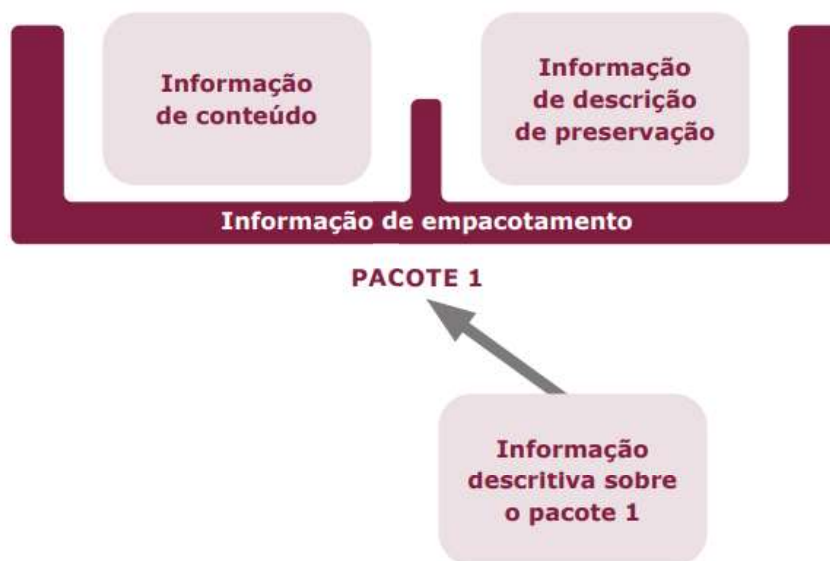 Informação
de conteúdo
Informação
de descrição
de preservação
Informação de empacotamento
PACOTE 1
Informação
descritiva sobre
o pacote 1